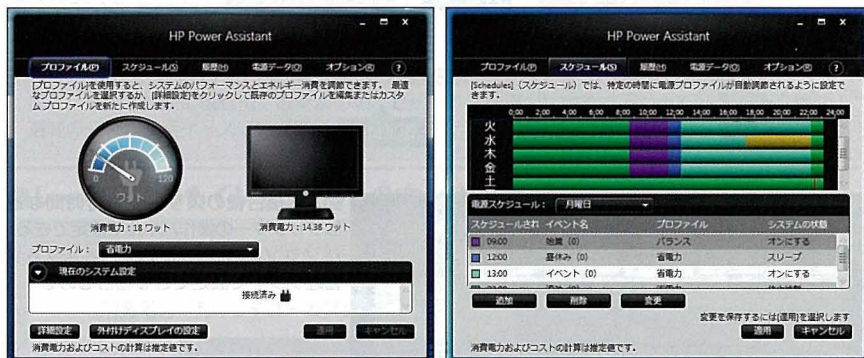 HP Power Assistant
プロファイル(P)
スケジュール(S)
履歴(H)
電源データ(O)
オプション(R)
?
[プロファイル]を使用すると、システムのパフォーマンスとエネルギー消費を調節できます。 最適
なプロファイルを選択するか、[詳細設定]をクリックして既存のプロファイルを編集またはカスタ
ムプロファイルを新たに作成します。
0
120
ワット
消費電力:18 ワット
消費電力:14.38 ワット
プロファイル: 省電力
現在のシステム設定
接続済み
詳細設定
外付けディスプレイの設定
適用
キャンセル
消費電力およびコストの計算は推定値です。
HP Power Assistant
プロファイル(P)
スケジュール(S)
履歴(H)
電源データ(O)
オプション(R)
?
[Schedules](スケジュール)では、特定の時間に電源プロファイルが自動調節されるように設定で
きます。
0:00 2:00 4:00 6:00 8:00 10:00 12:00 14:00 16:00 18:00 20:00 22:00 24:00
火
水
木
金
土
電源スケジュール: 月曜日
スケジュールされ イベント名 プロファイル システムの状態
09:00 始業 (0) バランス オンにする
12:00 昼休み (0) 省電力 スリープ
13:00 イベント (0) 省電力 オンにする
省電力
追加
削除
変更
変更を保存するには[適用]を選択します
適用
キャンセル
消費電力およびコストの計算は推定値です。